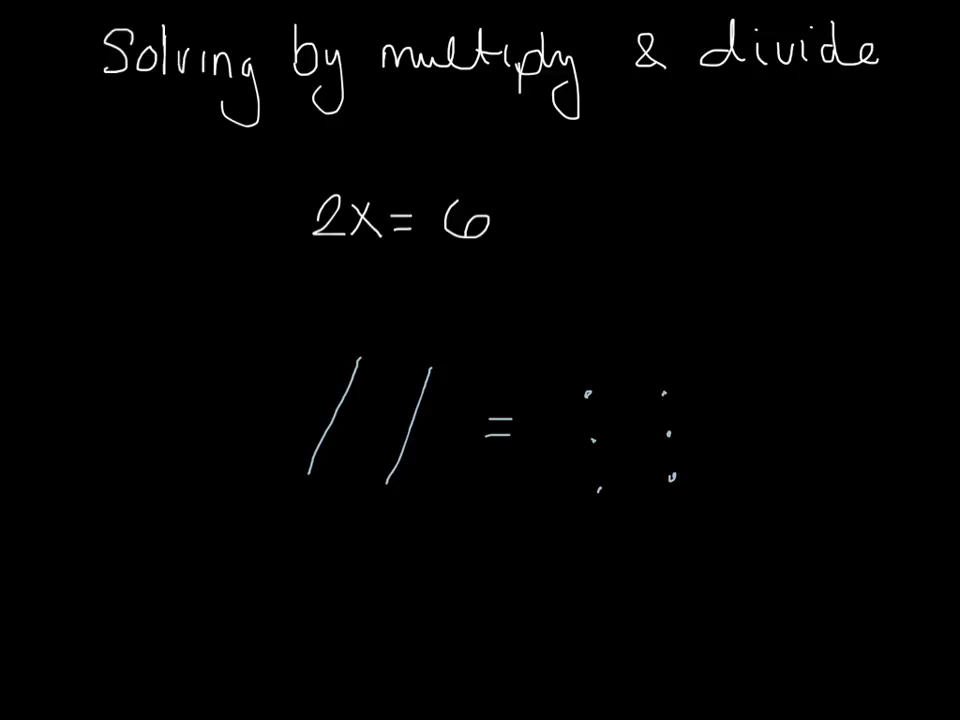 Solving by multiply & divide
2x = 6
// =